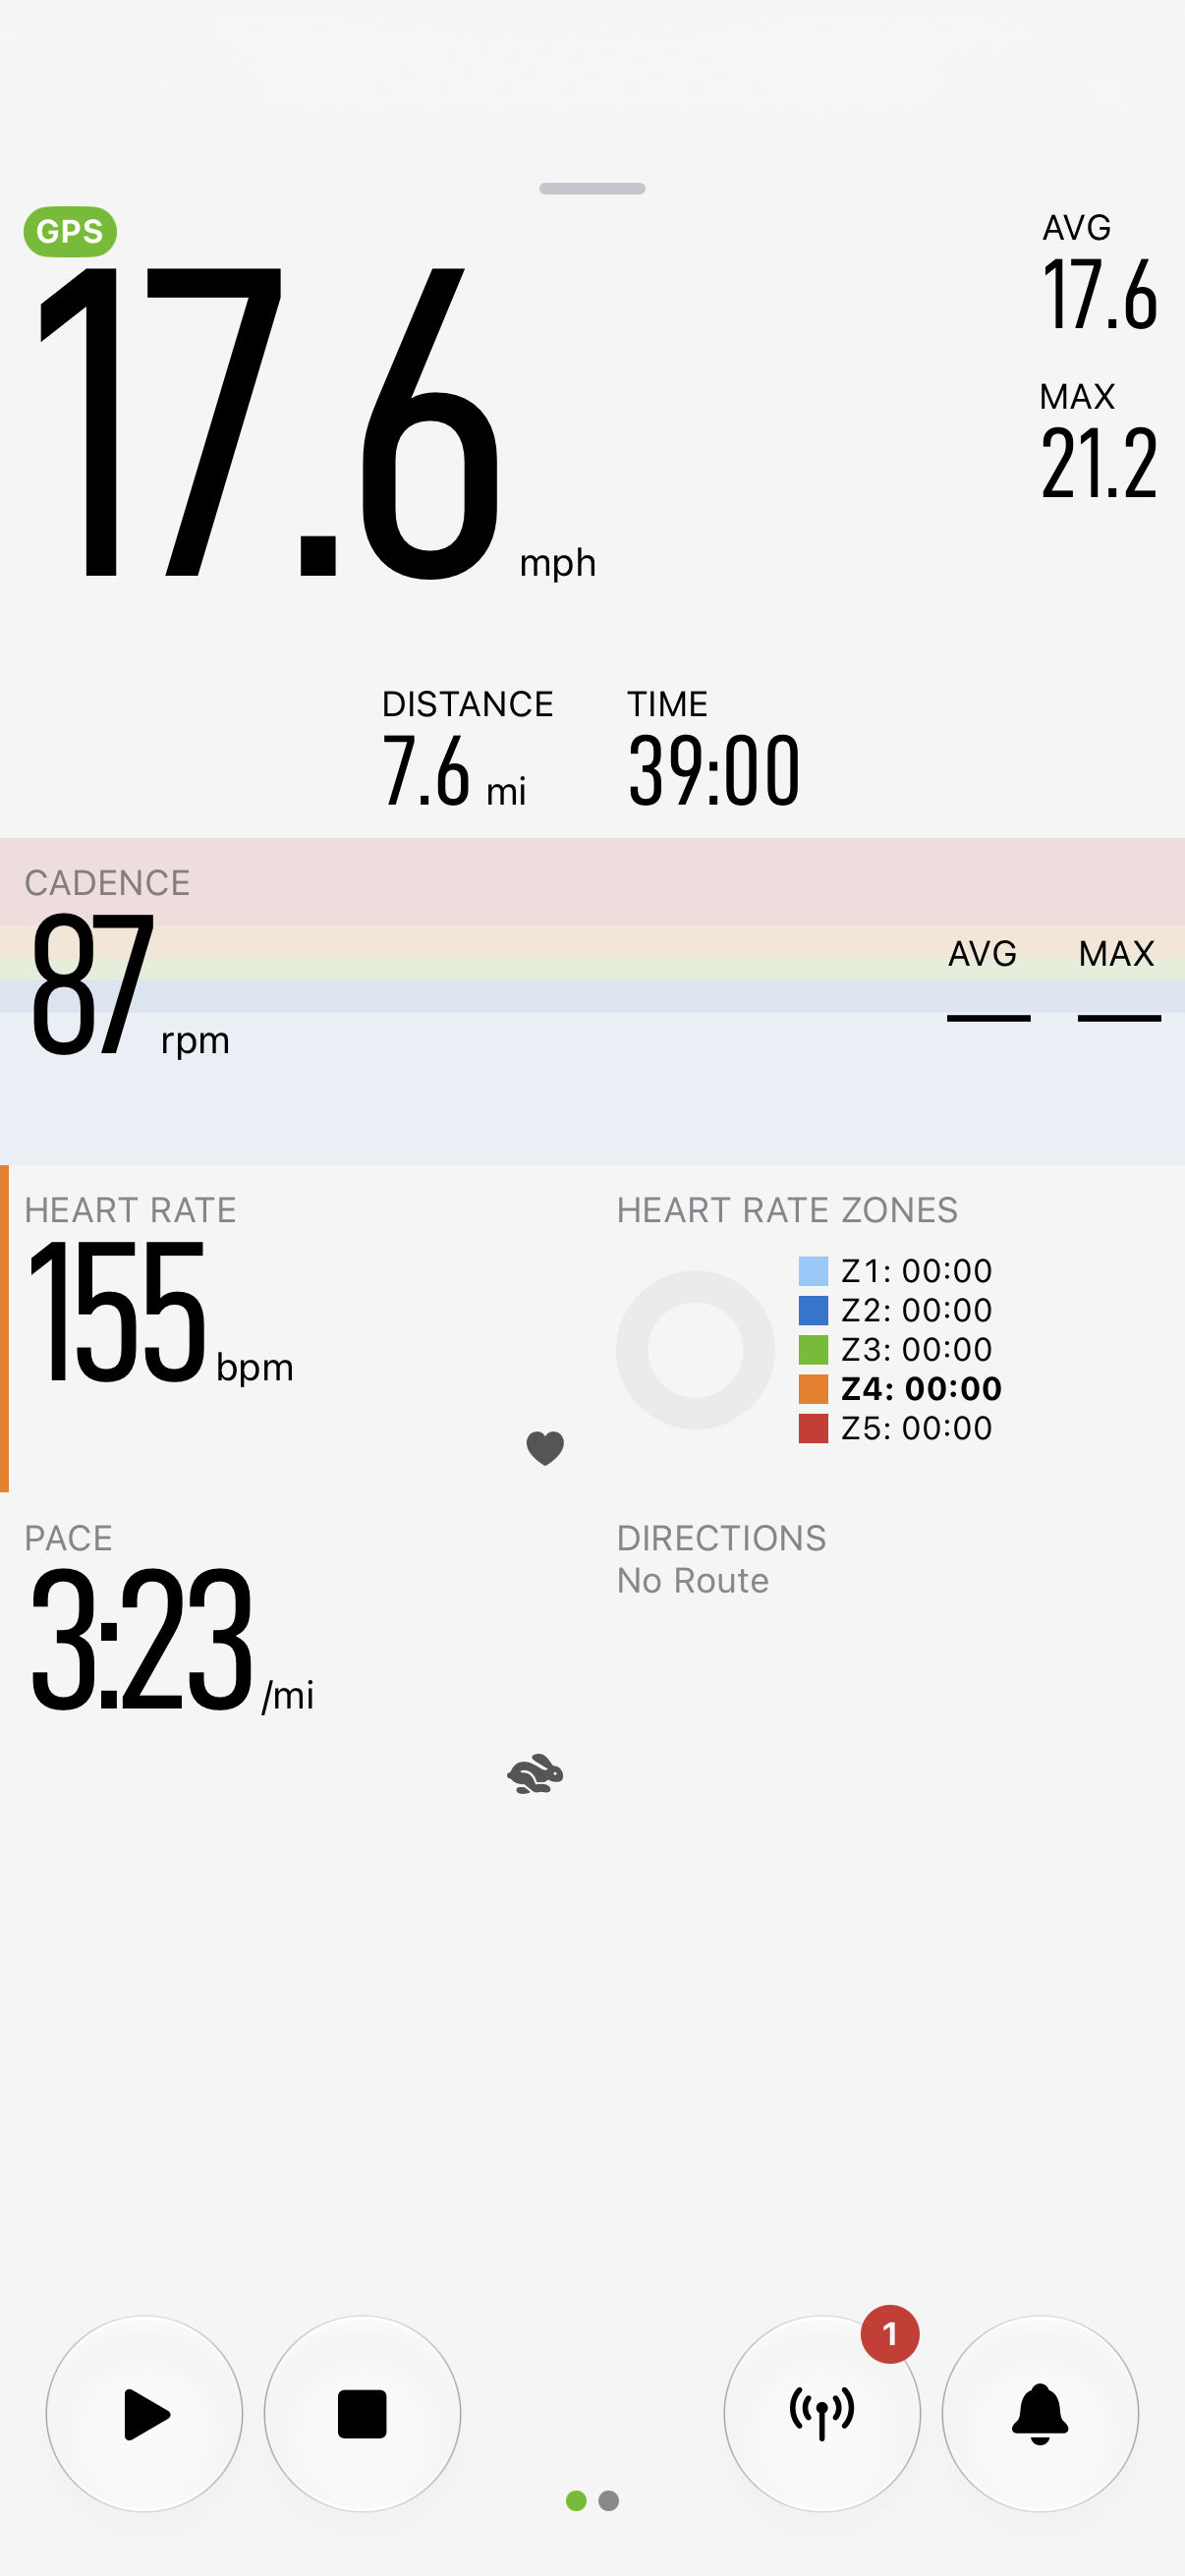 GPS
17.6 mph
AVG
17.6
MAX
21.2
DISTANCE
7.6 mi
TIME
39:00
CADENCE
87 rpm
AVG
MAX
HEART RATE
155 bpm
HEART RATE ZONES
Z1: 00:00
Z2: 00:00
Z3: 00:00
Z4: 00:00
Z5: 00:00
PACE
3:23 /mi
DIRECTIONS
No Route
1